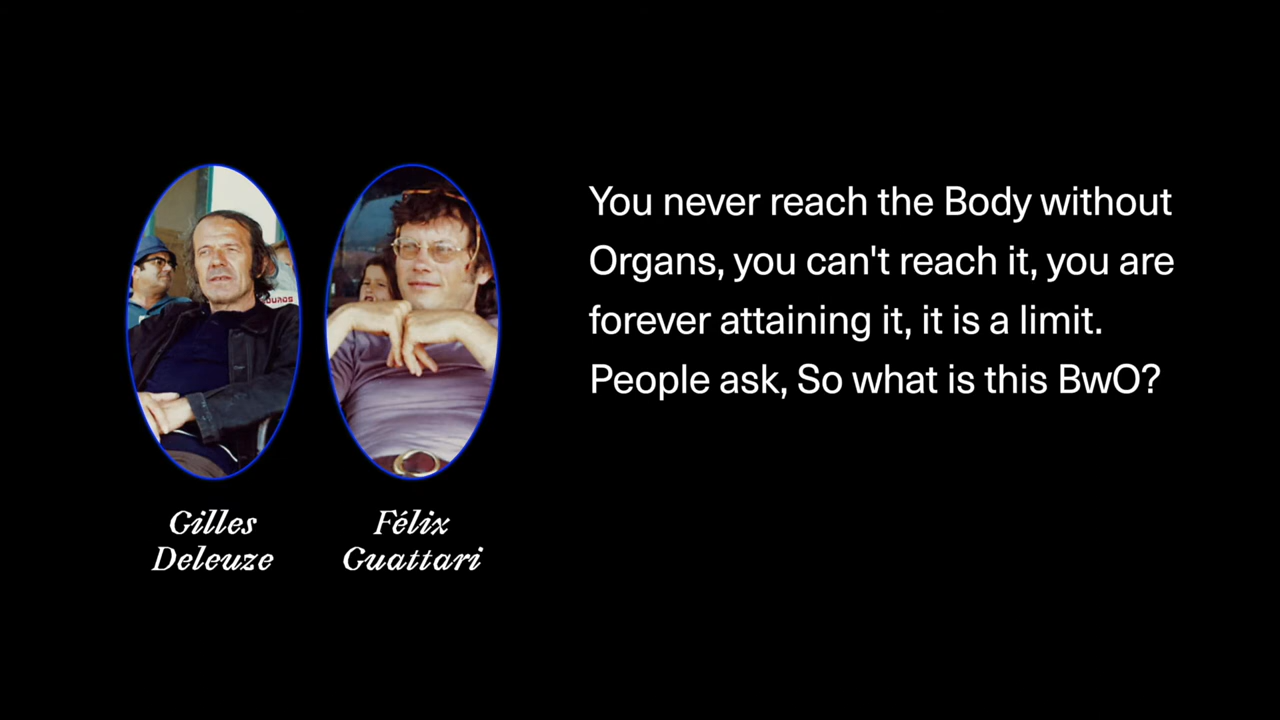 You never reach the Body without
Organs, you can't reach it, you are
forever attaining it, it is a limit.
People ask, So what is this BwO?
Gilles
Deleuze
Félix
Guattari